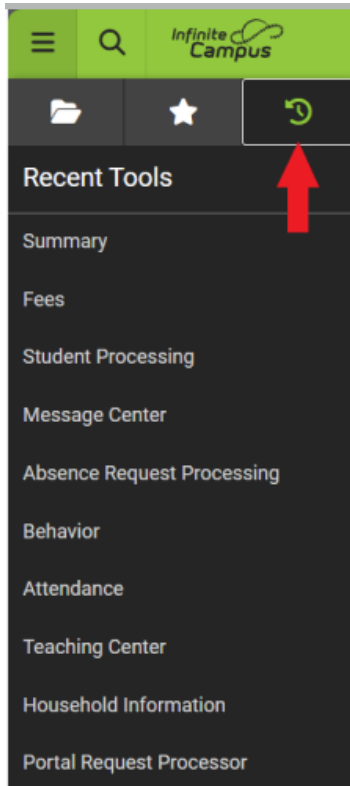 Infinite
Campus
Recent Tools
Summary
Fees
Student Processing
Message Center
Absence Request Processing
Behavior
Attendance
Teaching Center
Household Information
Portal Request Processor